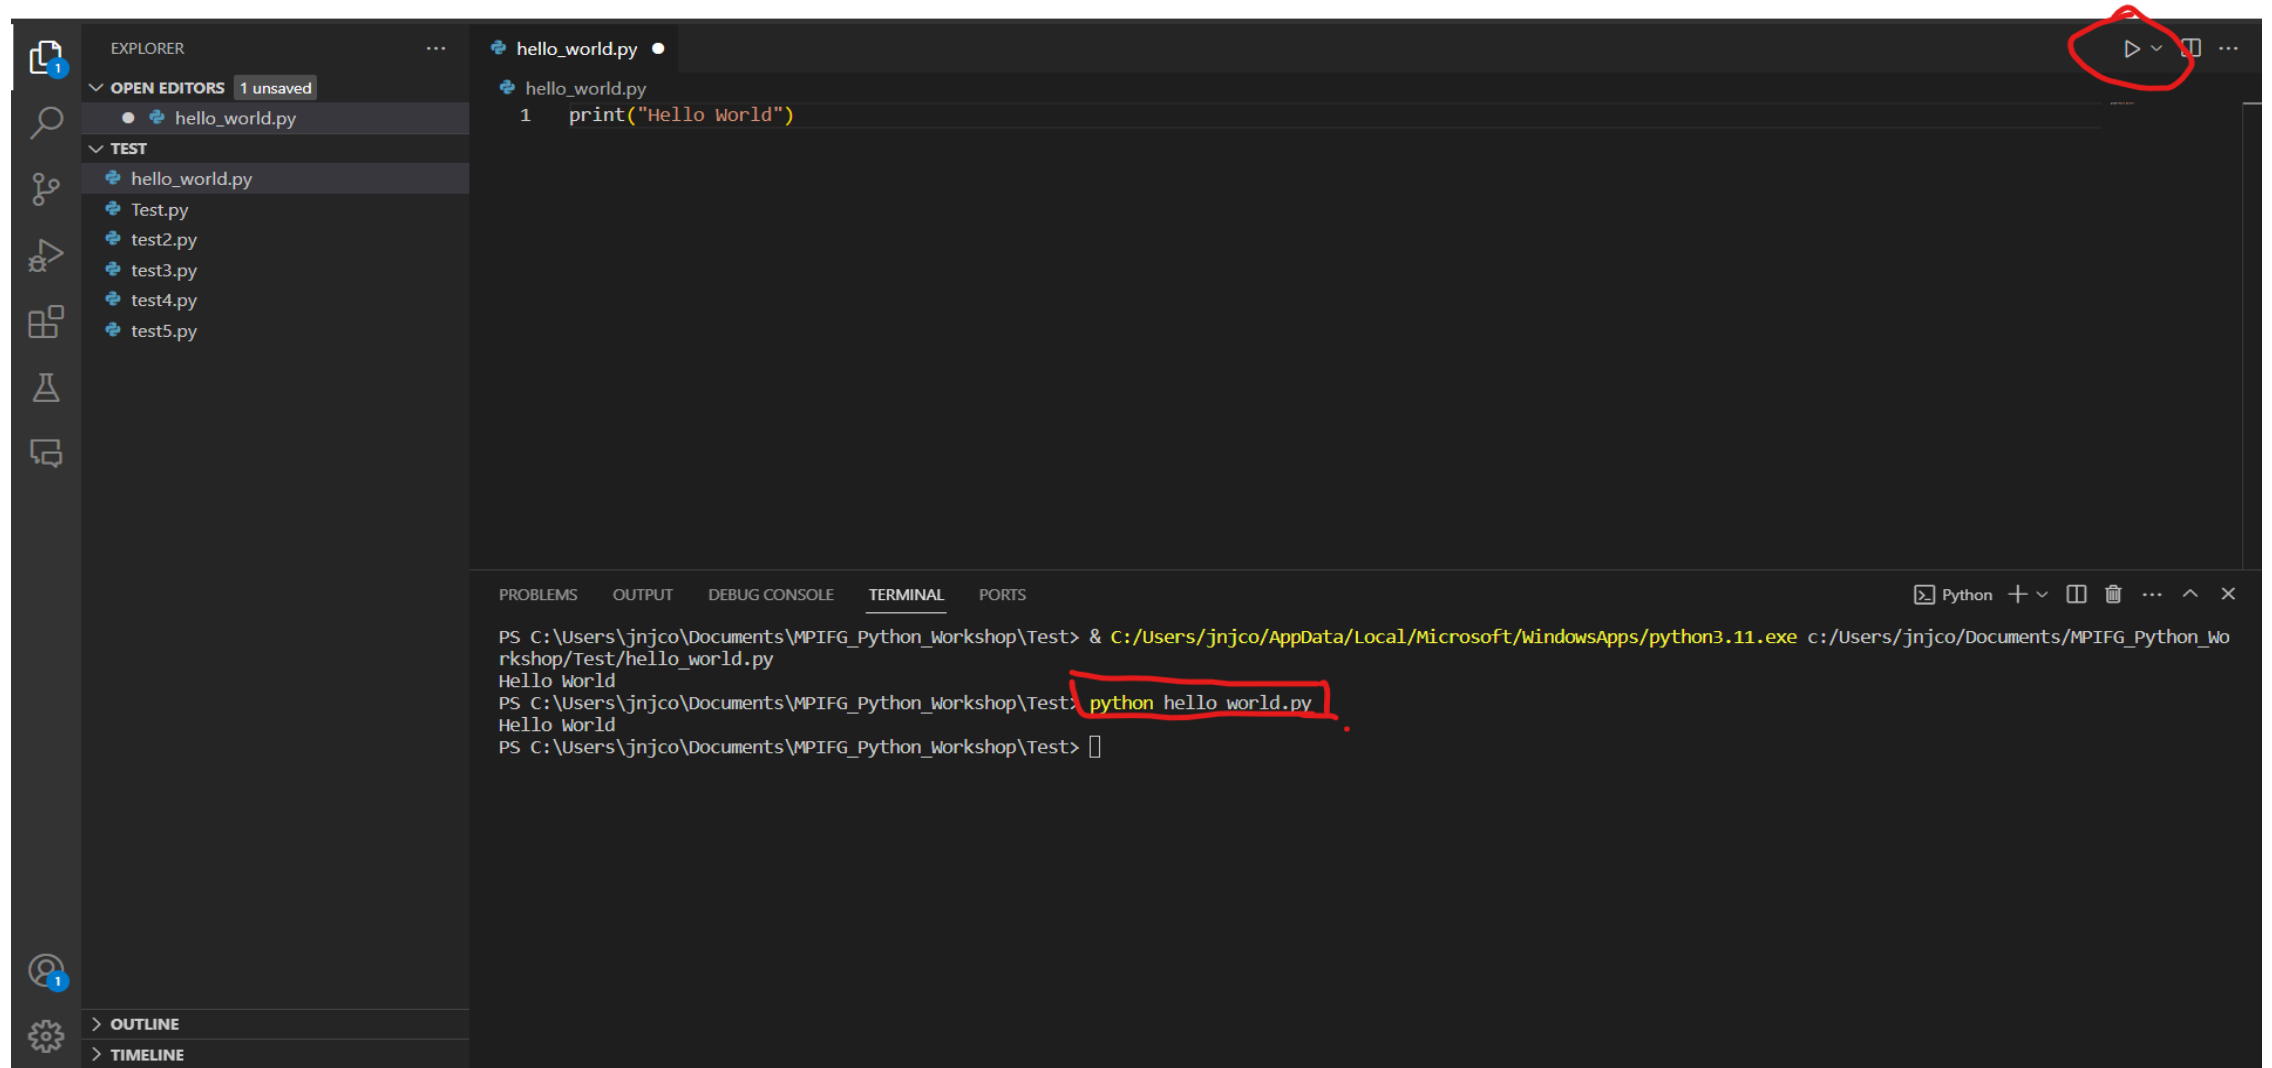 EXPLORER
OPEN EDITORS 1 unsaved
hello_world.py
TEST
hello_world.py
Test.py
test2.py
test3.py
test4.py
test5.py
OUTLINE
TIMELINE
1
1
hello_world.py
hello_world.py
1 print("Hello World")
PROBLEMS OUTPUT DEBUG CONSOLE TERMINAL PORTS
Python
PS C:\Users\jnjco\Documents\MPIFG_Python_Workshop\Test> & C:/Users/jnjco/AppData/Local/Microsoft/WindowsApps/python3.11.exe c:/Users/jnjco/Documents/MPIFG_Python_Wo
rkshop/Test/hello_world.py
Hello World
PS C:\Users\jnjco\Documents\MPIFG_Python_Workshop\Test> python hello_world.py
Hello World
PS C:\Users\jnjco\Documents\MPIFG_Python_Workshop\Test>